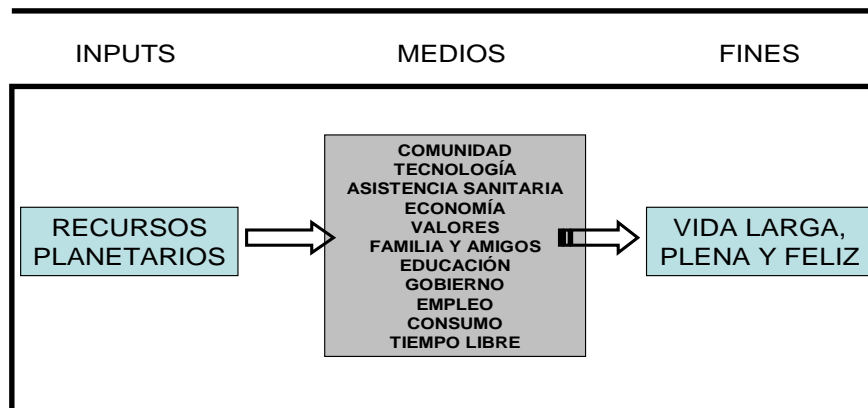 INPUTS
MEDIOS
FINES
RECURSOS
PLANETARIOS
COMUNIDAD
TECNOLOGÍA
ASISTENCIA SANITARIA
ECONOMÍA
VALORES
FAMILIA Y AMIGOS
EDUCACIÓN
GOBIERNO
EMPLEO
CONSUMO
TIEMPO LIBRE
VIDA LARGA,
PLENA Y FELIZ